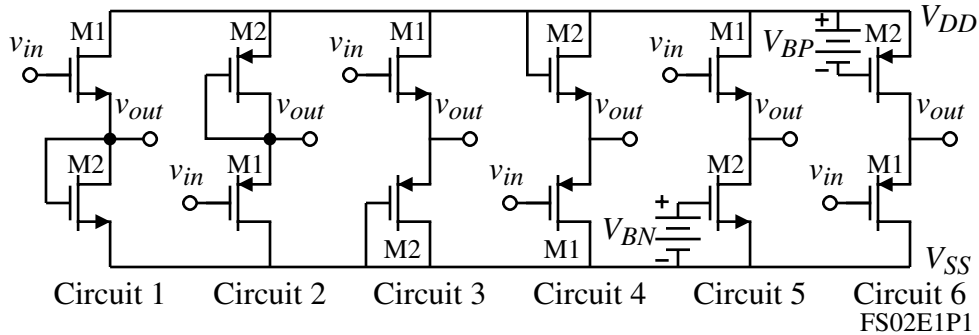 M1 M2 M1 M2 M1 V_BP M2 V_DD
v_in v_in v_in
v_out v_out v_out v_out v_out v_out
M2 v_in M1 v_in M2 V_BN M1 v_in
M2 M1
V_SS
Circuit 1 Circuit 2 Circuit 3 Circuit 4 Circuit 5 Circuit 6
FS02E1P1